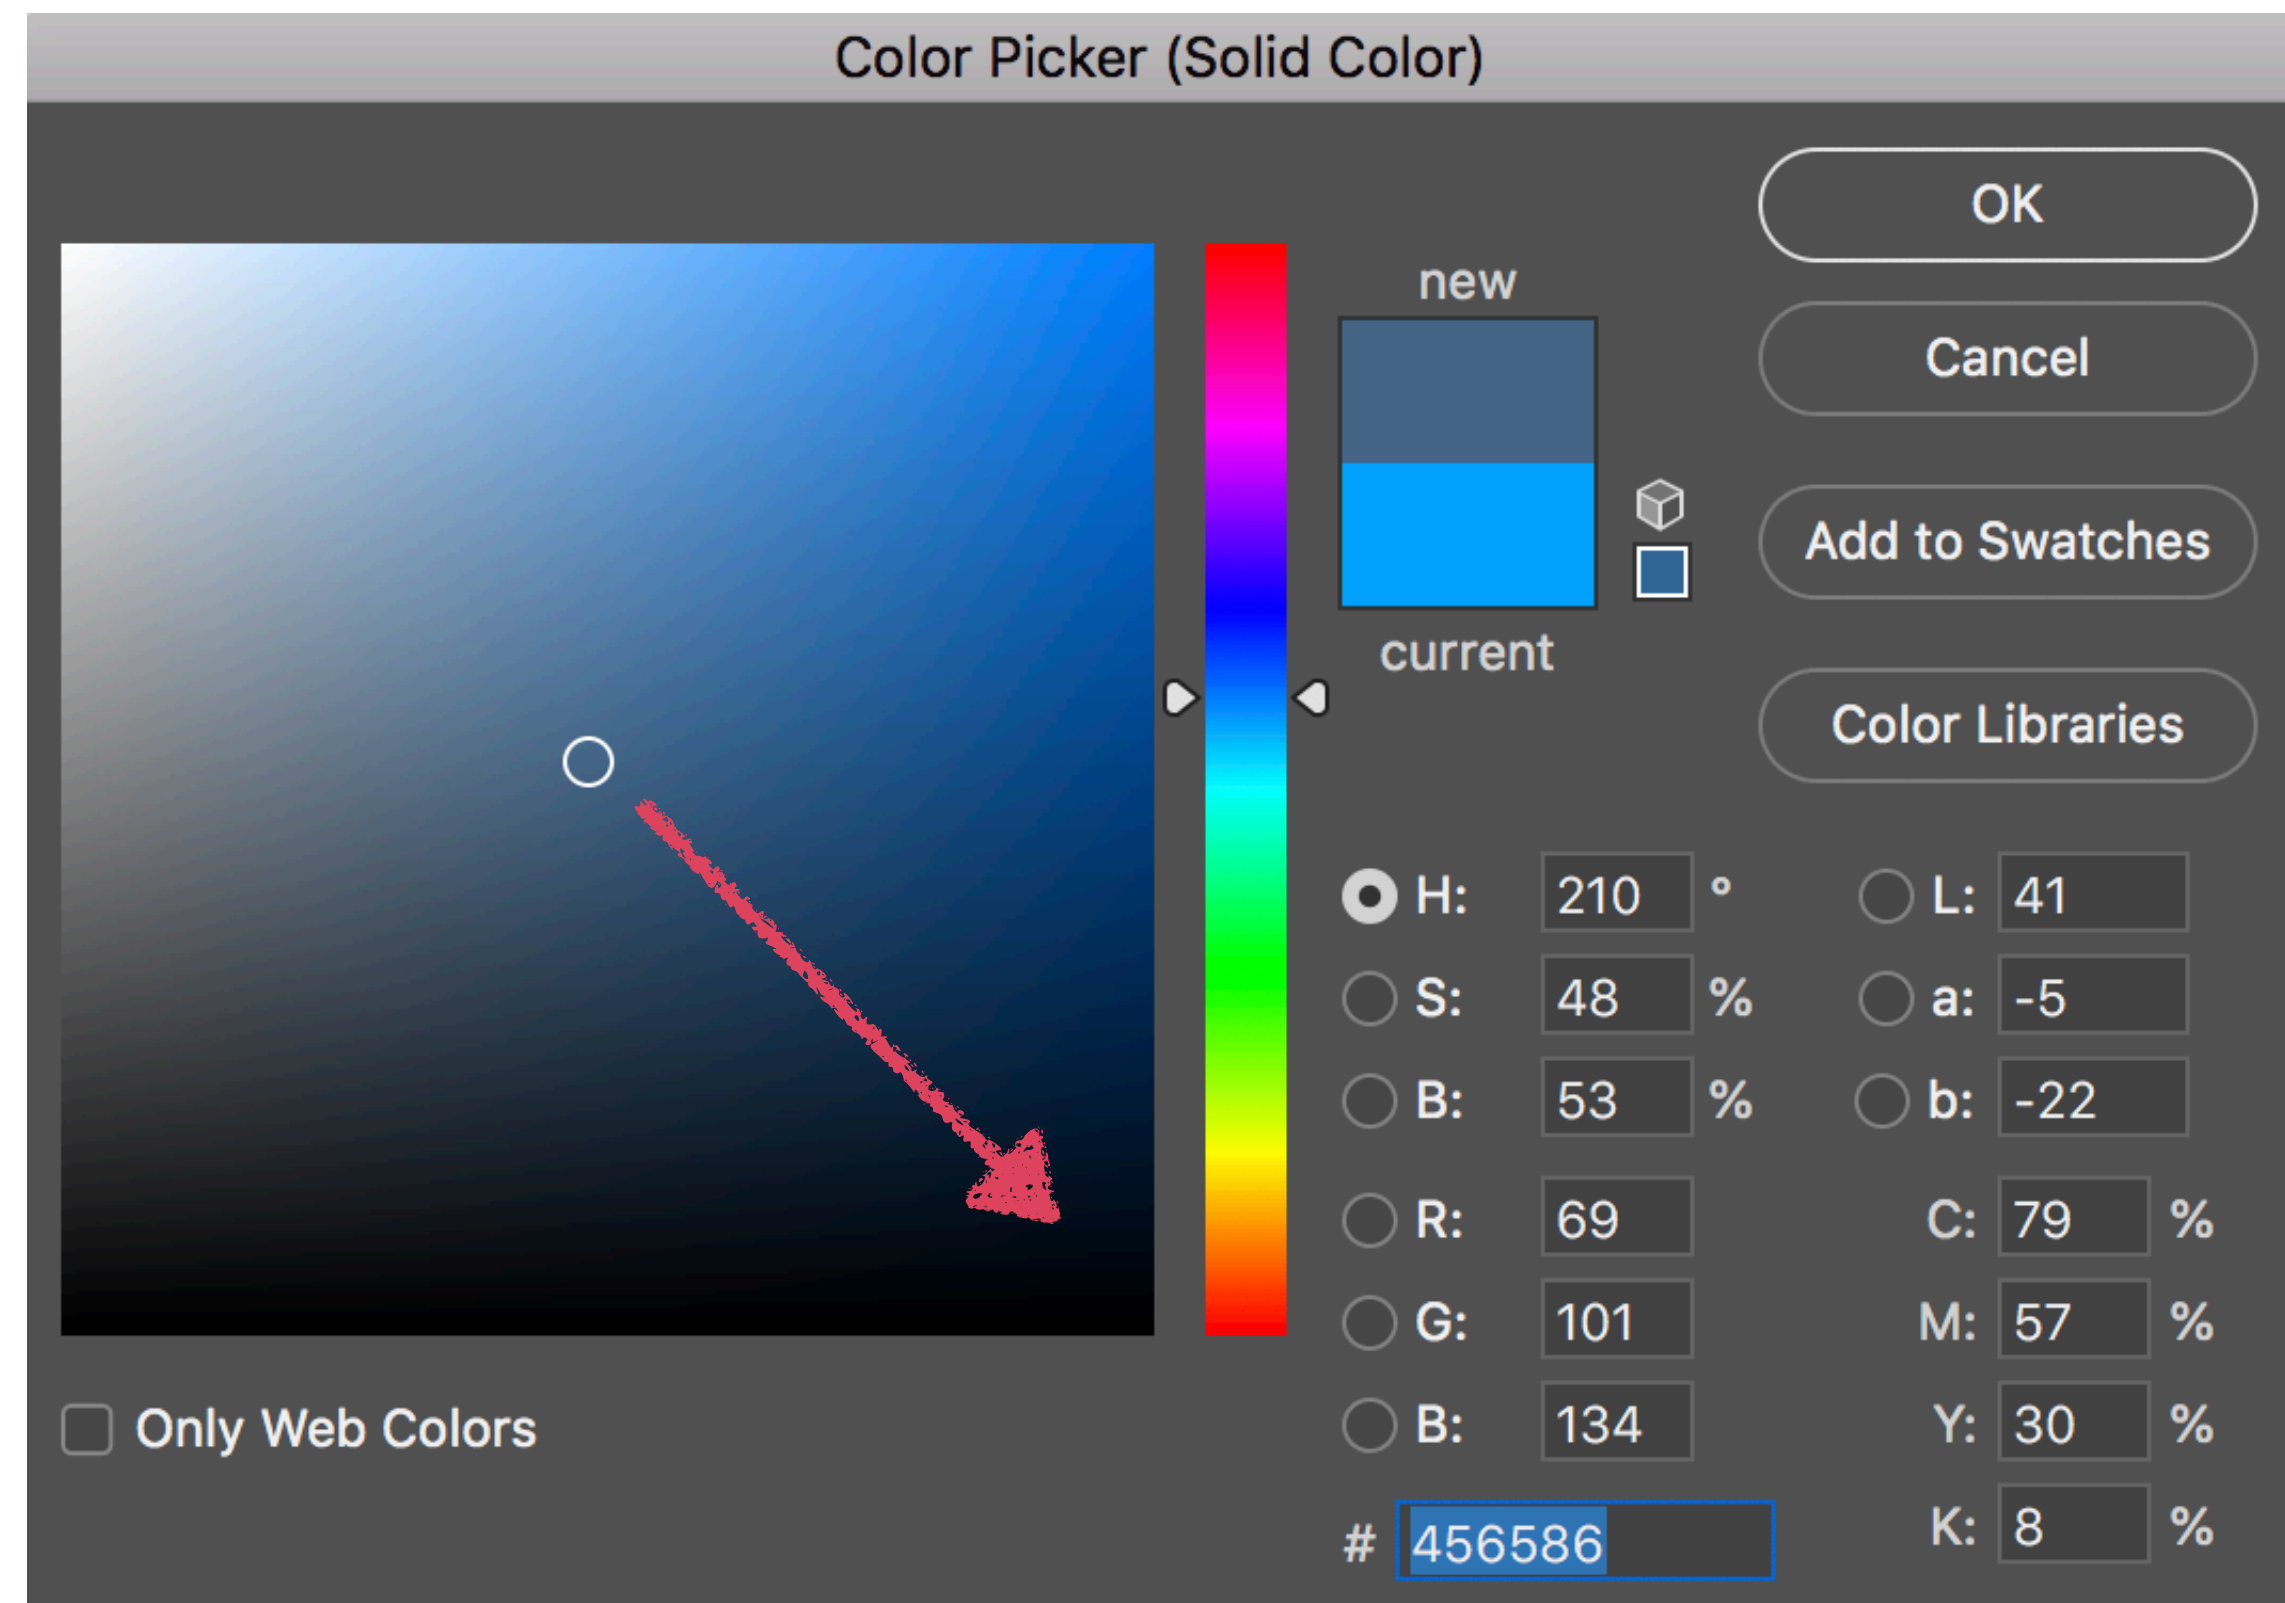 Color Picker (Solid Color)
OK
new
Cancel
Add to Swatches
current
Color Libraries
H: 210 °
L: 41
S: 48 %
a: -5
B: 53 %
b: -22
R: 69
C: 79 %
G: 101
M: 57 %
B: 134
Y: 30 %
Only Web Colors
# 456586
K: 8 %